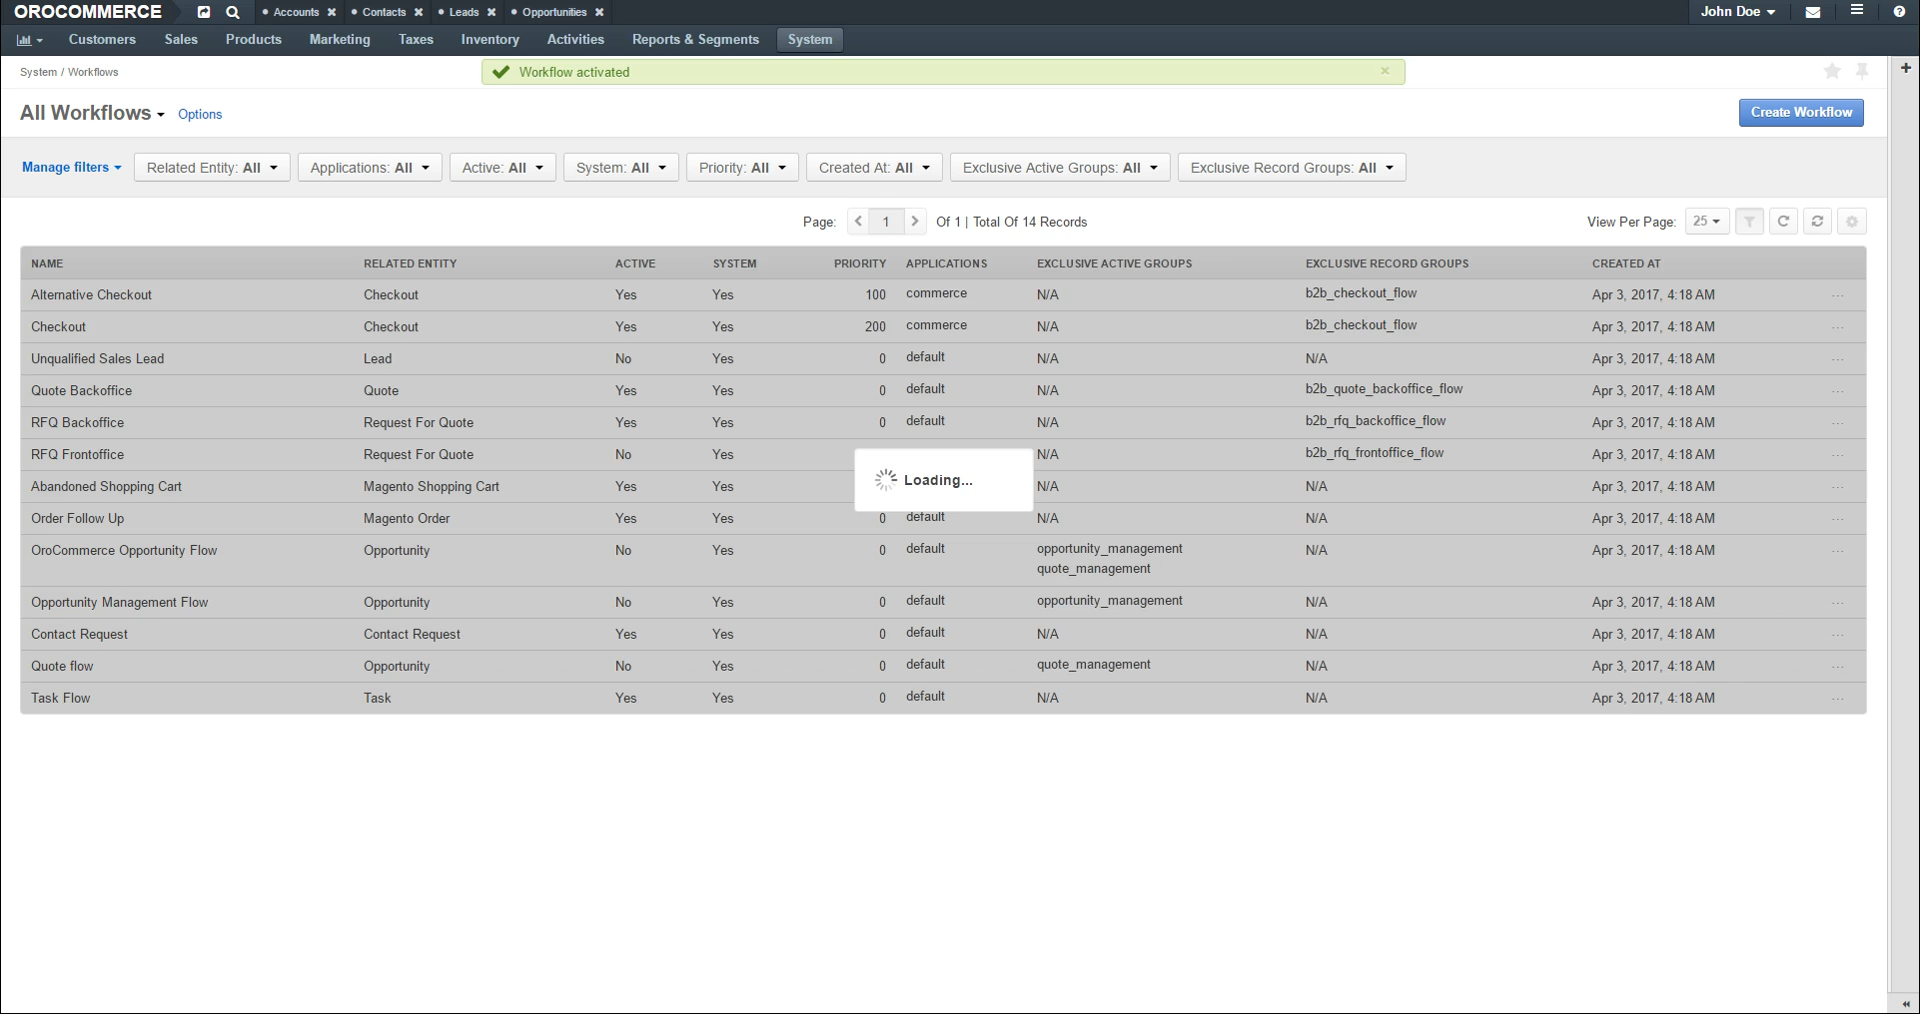 OROCOMMERCE Accounts Contacts Leads Opportunities John Doe
Customers Sales Products Marketing Taxes Inventory Activities Reports & Segments System
System / Workflows
Workflow activated
All Workflows Options Create Workflow
Manage filters Related Entity: All Applications: All Active: All System: All Priority: All Created At: All Exclusive Active Groups: All Exclusive Record Groups: All
Page: 1 Of 1 | Total Of 14 Records View Per Page: 25
NAME RELATED ENTITY ACTIVE SYSTEM PRIORITY APPLICATIONS EXCLUSIVE ACTIVE GROUPS EXCLUSIVE RECORD GROUPS CREATED AT
Alternative Checkout Checkout Yes Yes 100 commerce N/A b2b_checkout_flow Apr 3, 2017, 4:18 AM ...
Checkout Checkout Yes Yes 200 commerce N/A b2b_checkout_flow Apr 3, 2017, 4:18 AM ...
Unqualified Sales Lead Lead No Yes 0 default N/A N/A Apr 3, 2017, 4:18 AM ...
Quote Backoffice Quote Yes Yes 0 default N/A b2b_quote_backoffice_flow Apr 3, 2017, 4:18 AM ...
RFQ Backoffice Request For Quote Yes Yes 0 default N/A b2b_rfq_backoffice_flow Apr 3, 2017, 4:18 AM ...
RFQ Frontoffice Request For Quote No Yes N/A b2b_rfq_frontoffice_flow Apr 3, 2017, 4:18 AM ...
Loading...
Abandoned Shopping Cart Magento Shopping Cart Yes Yes N/A N/A Apr 3, 2017, 4:18 AM ...
Order Follow Up Magento Order Yes Yes 0 default N/A N/A Apr 3, 2017, 4:18 AM ...
OroCommerce Opportunity Flow Opportunity No Yes 0 default opportunity_management N/A Apr 3, 2017, 4:18 AM ...
quote_management
Opportunity Management Flow Opportunity No Yes 0 default opportunity_management N/A Apr 3, 2017, 4:18 AM ...
Contact Request Contact Request Yes Yes 0 default N/A N/A Apr 3, 2017, 4:18 AM ...
Quote flow Opportunity No Yes 0 default quote_management N/A Apr 3, 2017, 4:18 AM ...
Task Flow Task Yes Yes 0 default N/A N/A Apr 3, 2017, 4:18 AM ...